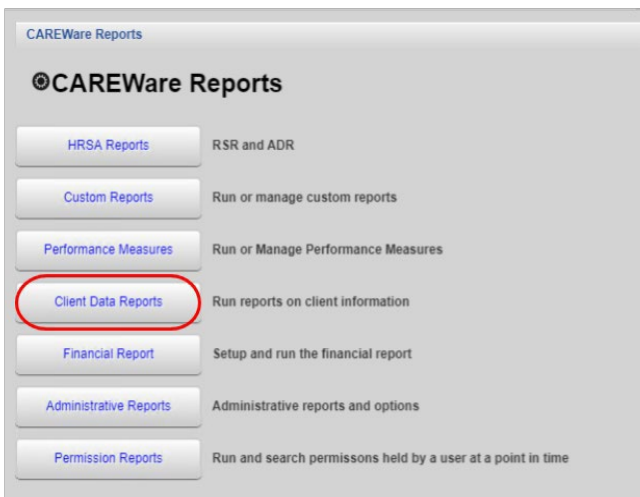 CAREWare Reports
CAREWare Reports
HRSA Reports RSR and ADR
Custom Reports Run or manage custom reports
Performance Measures Run or Manage Performance Measures
Client Data Reports Run reports on client information
Financial Report Setup and run the financial report
Administrative Reports Administrative reports and options
Permission Reports Run and search permissons held by a user at a point in time